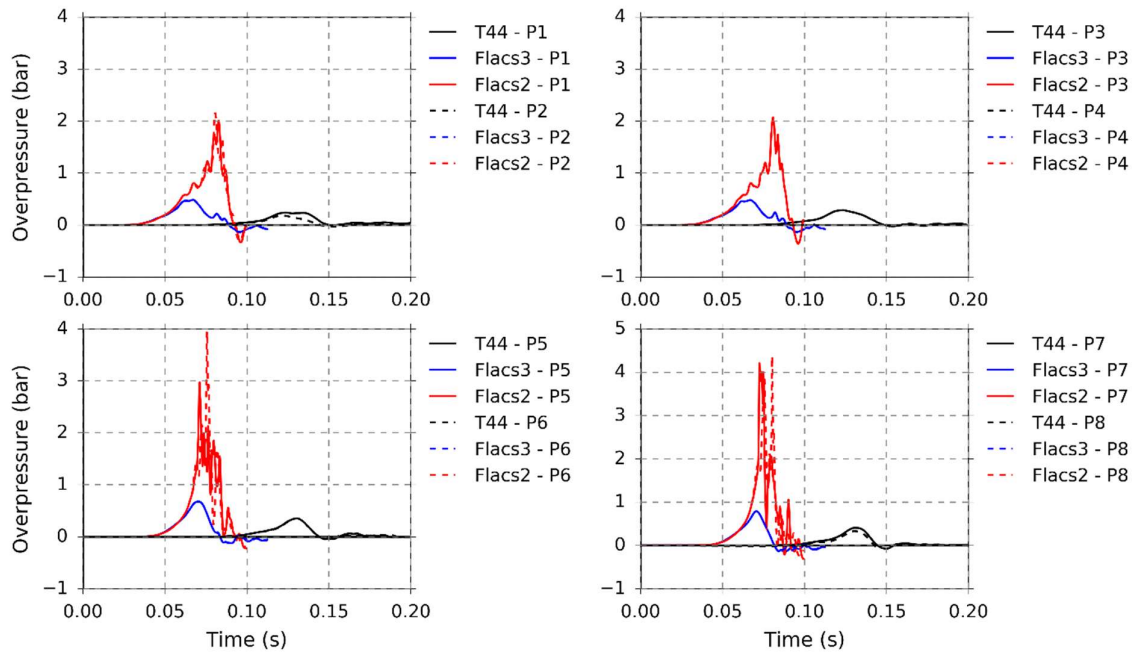 4
3
2
1
0
−1
Overpressure (bar)
0.00 0.05 0.10 0.15 0.20
T44 - P1
Flacs3 - P1
Flacs2 - P1
T44 - P2
Flacs3 - P2
Flacs2 - P2
4
3
2
1
0
−1
0.00 0.05 0.10 0.15 0.20
T44 - P3
Flacs3 - P3
Flacs2 - P3
T44 - P4
Flacs3 - P4
Flacs2 - P4
4
3
2
1
0
−1
Overpressure (bar)
0.00 0.05 0.10 0.15 0.20
Time (s)
T44 - P5
Flacs3 - P5
Flacs2 - P5
T44 - P6
Flacs3 - P6
Flacs2 - P6
5
4
3
2
1
0
−1
0.00 0.05 0.10 0.15 0.20
Time (s)
T44 - P7
Flacs3 - P7
Flacs2 - P7
T44 - P8
Flacs3 - P8
Flacs2 - P8